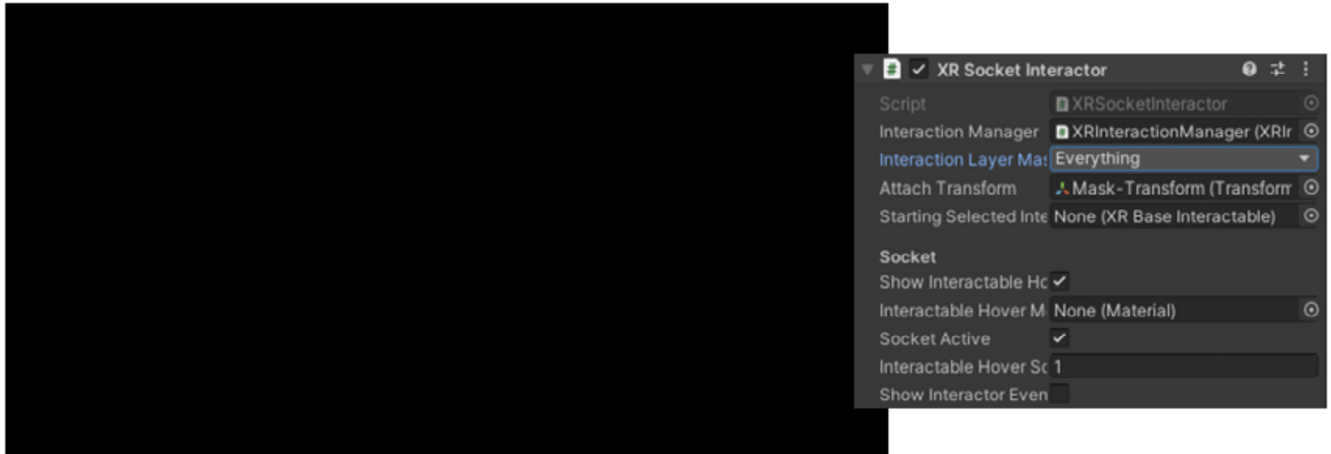 XR Socket Interactor
Script XRSocketInteractor
Interaction Manager XRInteractionManager (XRIr
Interaction Layer Mas Everything
Attach Transform Mask-Transform (Transform
Starting Selected Inte None (XR Base Interactable)
Socket
Show Interactable Ho
Interactable Hover M None (Material)
Socket Active
Interactable Hover Sc 1
Show Interactor Even